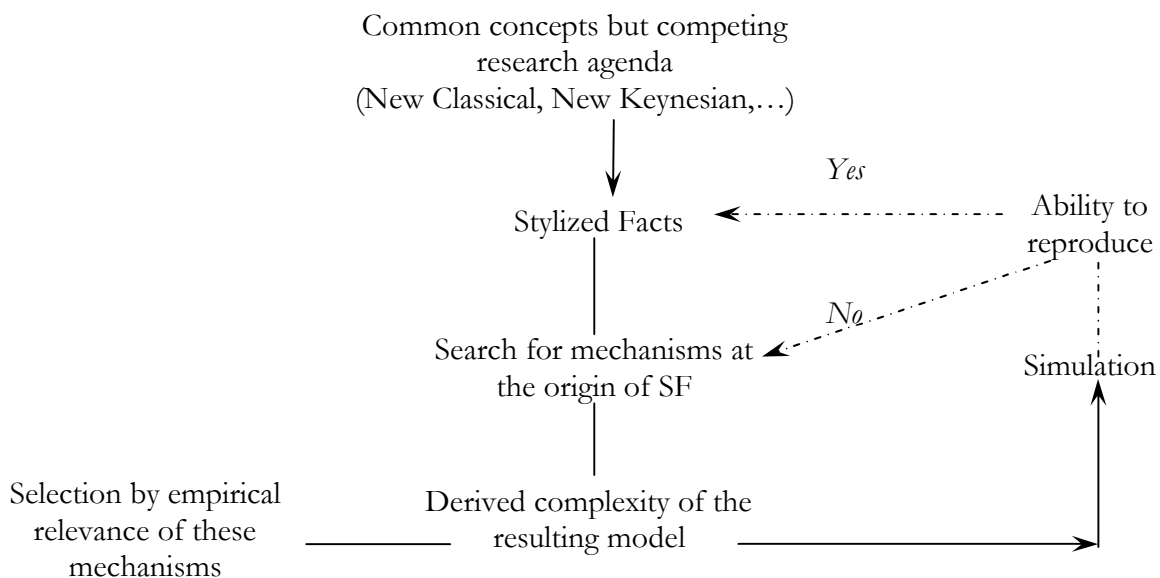 Common concepts but competing
research agenda
(New Classical, New Keynesian,…)
Yes
Stylized Facts
Ability to
reproduce
No
Search for mechanisms at
the origin of SF
Simulation
Selection by empirical
relevance of these
mechanisms
Derived complexity of the
resulting model